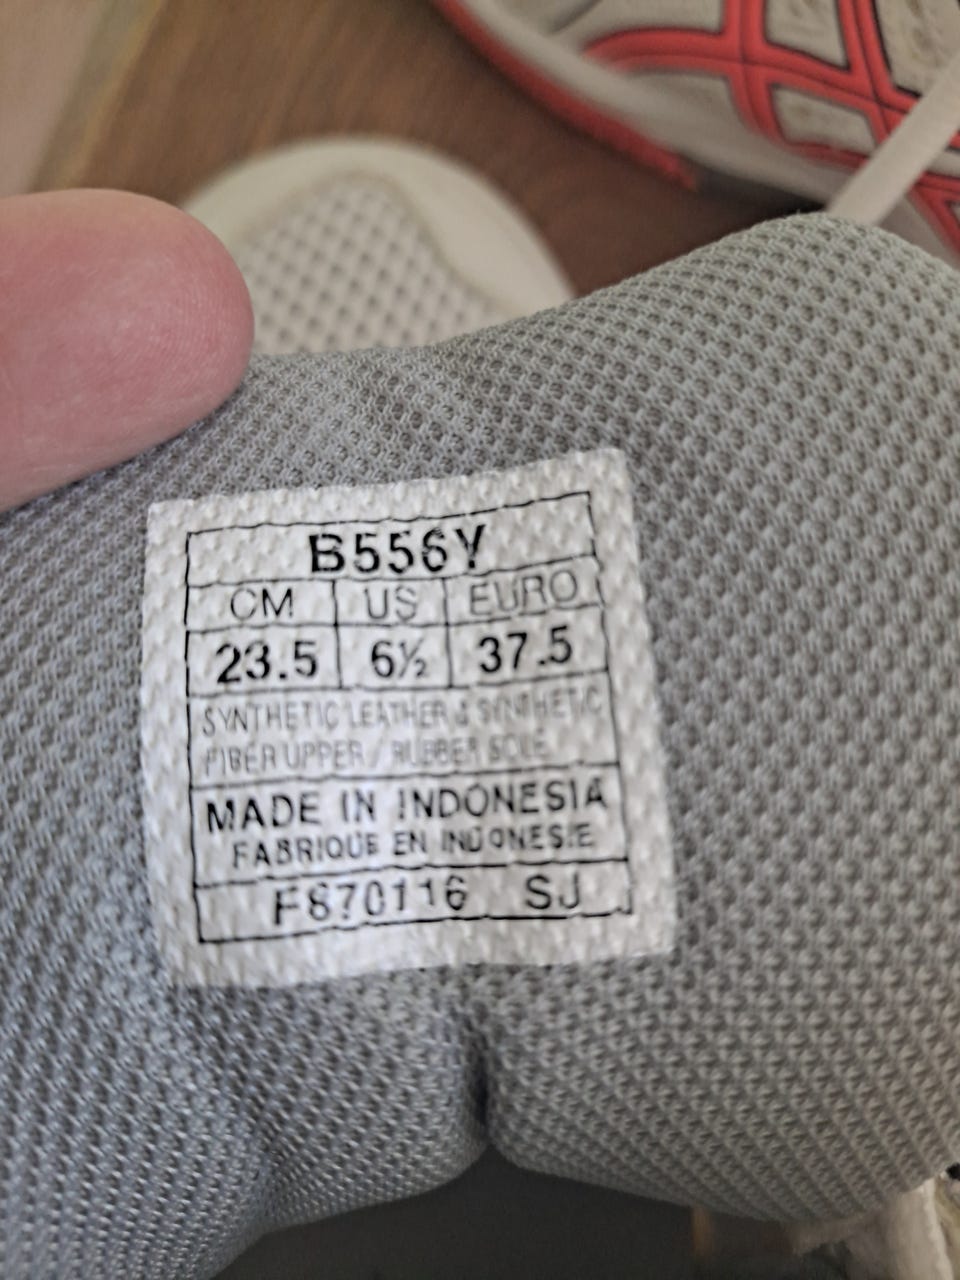 B556Y
CM US EURO
23.5 6½ 37.5
SYNTHETIC LEATHER & SYNTHETIC
FIBER UPPER / RUBBER SOLE
MADE IN INDONESIA
FABRIQUE EN INDONESIE
F870116 SJ